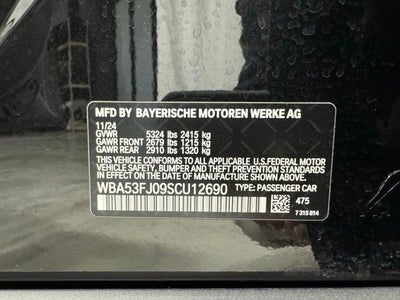 MFD BY BAYERISCHE MOTOREN WERKE AG
11/24
GVWR 5324 lbs 2415 kg
GAWR FRONT 2679 lbs 1215 kg
GAWR REAR 2910 lbs 1320 kg
THIS VEHICLE CONFORMS TO ALL APPLICABLE U.S.FEDERAL MOTOR
VEHICLE SAFETY, BUMPER, AND THEFT PREVENTION STANDARDS IN
EFFECT ON THE DATE OF MANUFACTURE SHOWN ABOVE.
WBA53FJ09SCU12690 TYPE: PASSENGER CAR
475
7 315 814